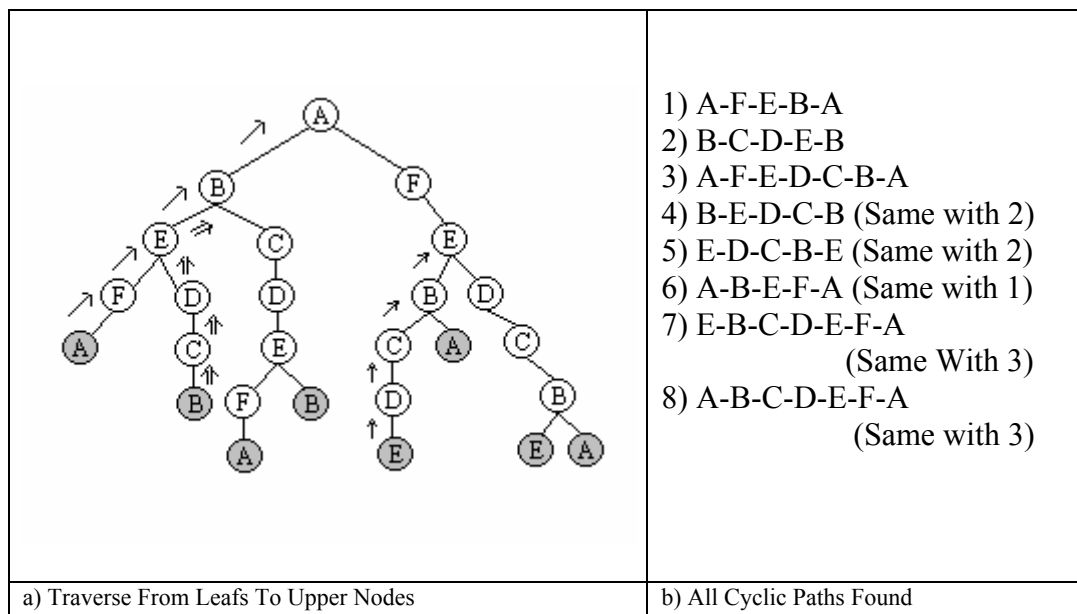 A
B
F
E
C
E
F
D
D
B
D
A
C
E
C
A
C
B
F
B
D
B
A
E
E
A
1) A-F-E-B-A
2) B-C-D-E-B
3) A-F-E-D-C-B-A
4) B-E-D-C-B (Same with 2)
5) E-D-C-B-E (Same with 2)
6) A-B-E-F-A (Same with 1)
7) E-B-C-D-E-F-A
(Same With 3)
8) A-B-C-D-E-F-A
(Same with 3)
a) Traverse From Leafs To Upper Nodes
b) All Cyclic Paths Found